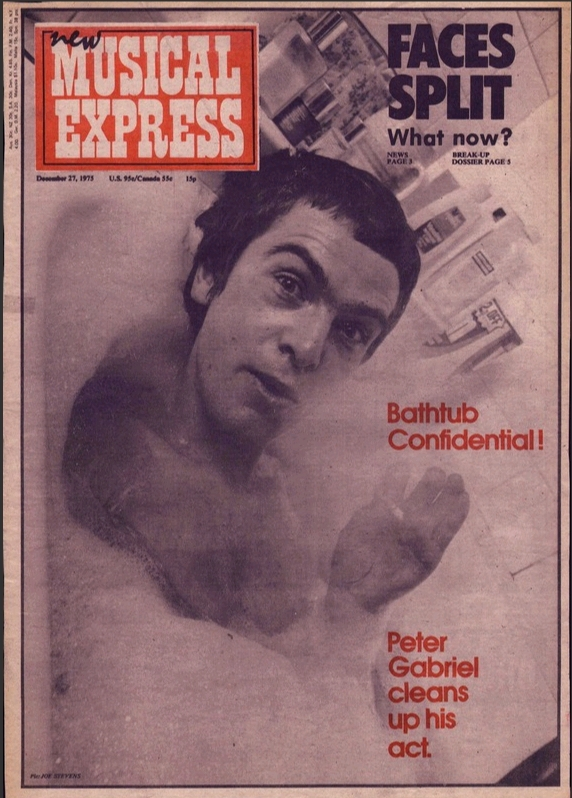 new
MUSICAL
EXPRESS
December 27, 1975 U.S. 95c/Canada 55c 15p
FACES
SPLIT
What now?
NEWS PAGE 3
BREAK-UP DOSSIER PAGE 5
Bathtub
Confidential!
Peter
Gabriel
cleans
up his
act.
Pic: JOE STEVENS